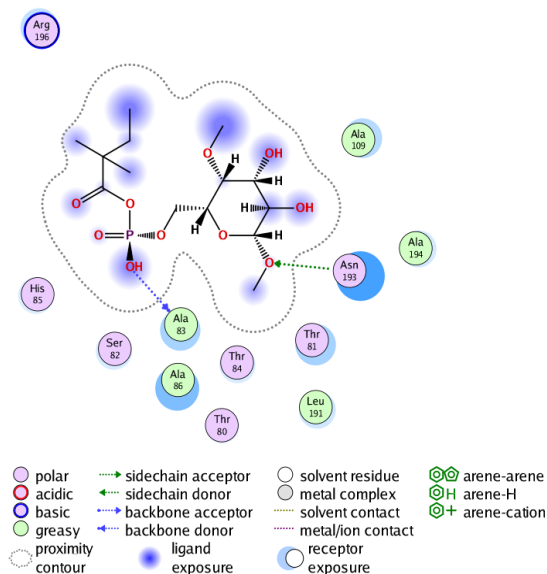 Arg
196
OH
O
H
OH
Ala
109
H
O
H
OH
O
O
P
O
H
O
H
Ala
194
OH
O
Asn
193
His
85
Ala
83
Thr
81
Ser
82
Thr
84
Ala
86
Leu
191
Thr
80
polar
acidic
basic
greasy
proximity
contour
sidechain acceptor
sidechain donor
backbone acceptor
backbone donor
ligand
exposure
solvent residue
metal complex
solvent contact
metal/ion contact
receptor
exposure
arene-arene
H arene-H
+ arene-cation